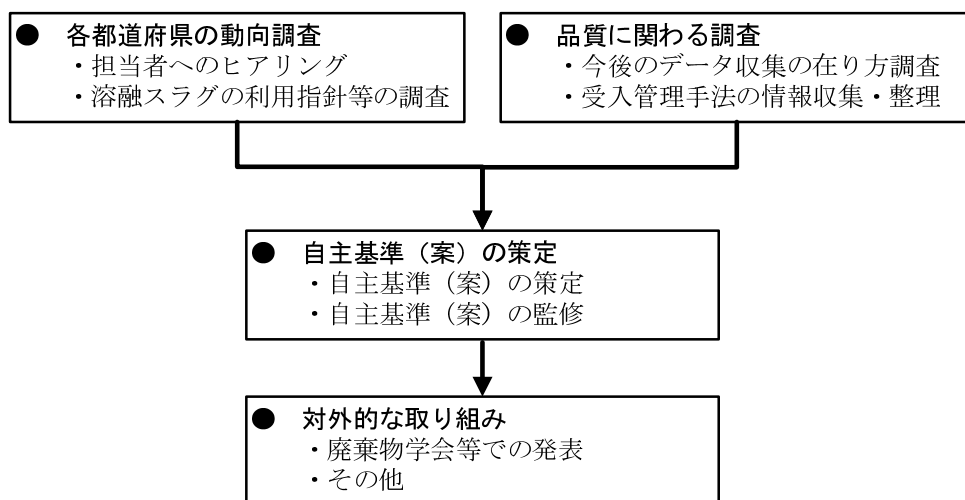 ● 各都道府県の動向調査
・担当者へのヒアリング
・溶融スラグの利用指針等の調査
● 品質に関わる調査
・今後のデータ収集の在り方調査
・受入管理手法の情報収集・整理
● 自主基準（案）の策定
・自主基準（案）の策定
・自主基準（案）の監修
● 対外的な取り組み
・廃棄物学会等での発表
・その他